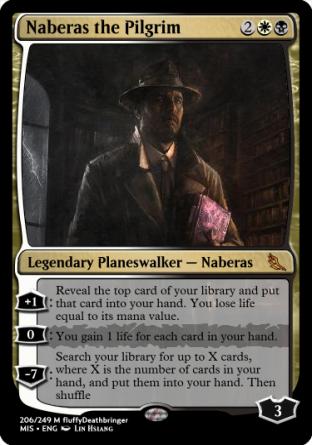 Naberas the Pilgrim 2
Legendary Planeswalker — Naberas
+1 : Reveal the top card of your library and put
that card into your hand. You lose life
equal to its mana value.
0 : You gain 1 life for each card in your hand.
Search your library for up to X cards,
-7 : where X is the number of cards in your
hand, and put them into your hand. Then
shuffle
3
206/249 M fluffyDeathbringer
MIS • ENG Lin Hsiang